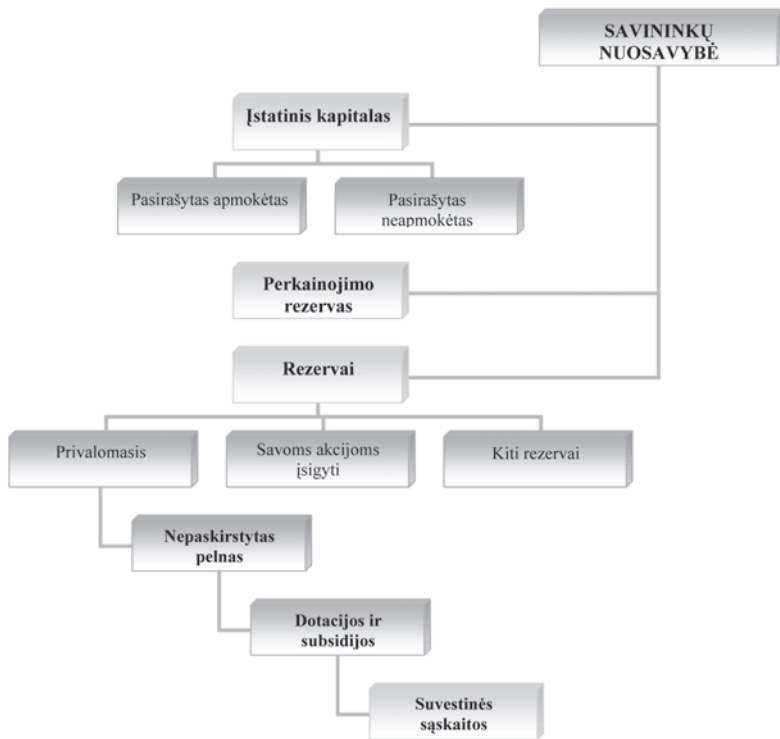 SAVININKŲ
NUOSAVYBĖ
Įstatinis kapitalas
Pasirašytas apmokėtas
Pasirašytas
neapmokėtas
Perkainojimo
rezervas
Rezervai
Privalomasis
Savoms akcijoms
įsigyti
Kiti rezervai
Nepaskirstytas
pelnas
Dotacijos ir
subsidijos
Suvestinės
sąskaitos